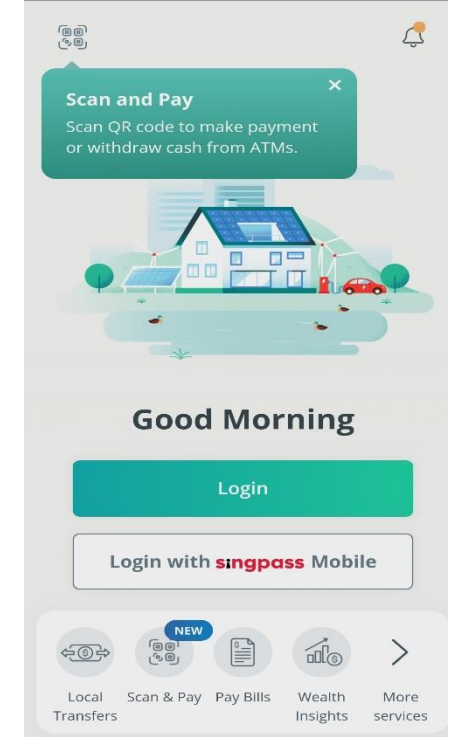 Scan and Pay
Scan QR code to make payment
or withdraw cash from ATMs.
Good Morning
Login
Login with singpass Mobile
NEW
Local
Transfers
Scan & Pay
Pay Bills
Wealth
Insights
More
services